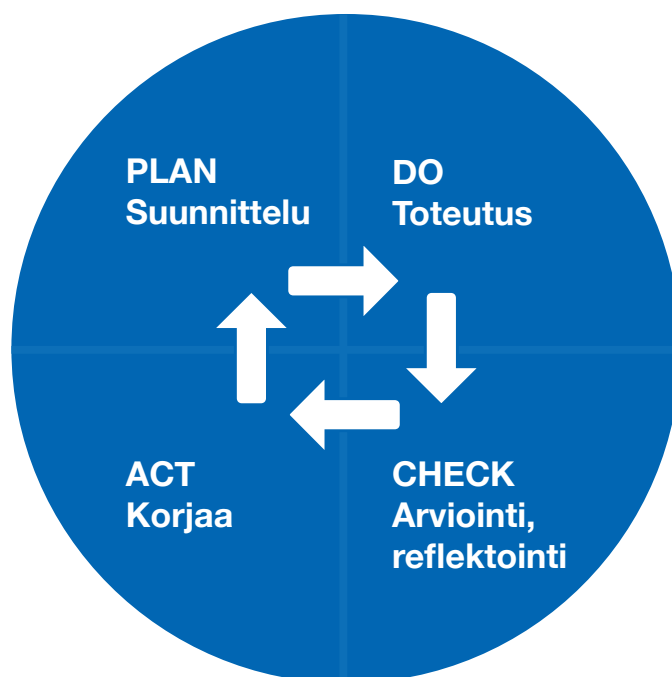 PLAN
Suunnittelu
DO
Toteutus
ACT
Korjaa
CHECK
Arviointi,
reflektointi